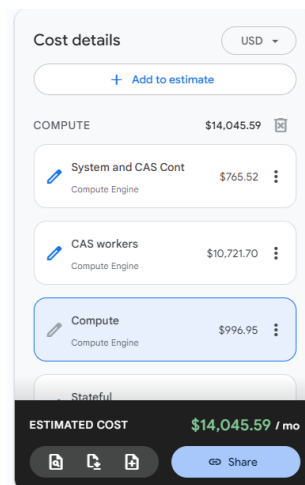 Cost details
USD
+ Add to estimate
COMPUTE $14,045.59
System and CAS Cont
Compute Engine
$765.52
CAS workers
Compute Engine
$10,721.70
Compute
Compute Engine
$996.95
Stateful
ESTIMATED COST $14,045.59 / mo
Share